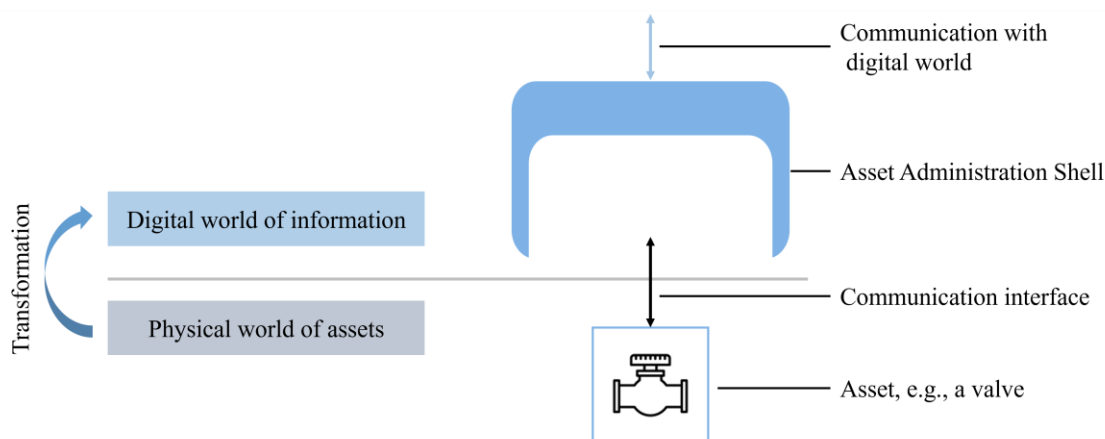 Communication with
digital world
Asset Administration Shell
Digital world of information
Transformation
Communication interface
Physical world of assets
Asset, e.g., a valve